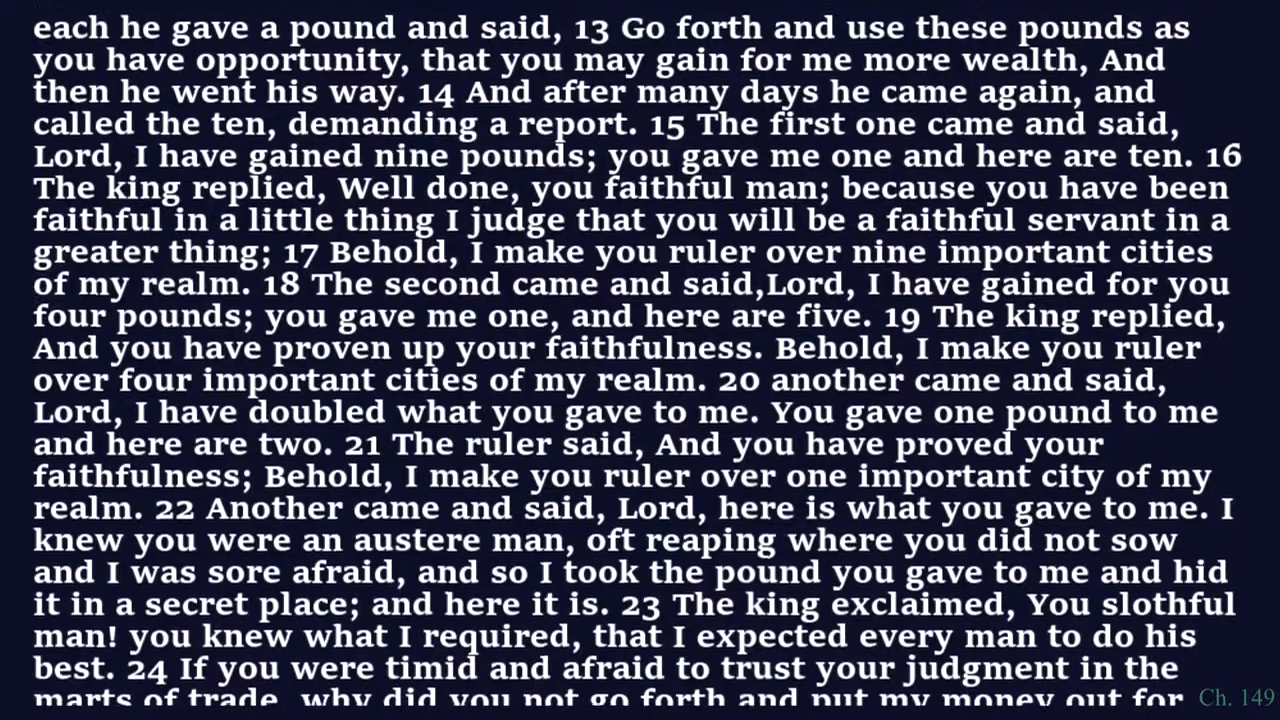 each he gave a pound and said, 13 Go forth and use these pounds as
you have opportunity, that you may gain for me more wealth, And
then he went his way. 14 And after many days he came again, and
called the ten, demanding a report. 15 The first one came and said,
Lord, I have gained nine pounds; you gave me one and here are ten. 16
The king replied, Well done, you faithful man; because you have been
faithful in a little thing I judge that you will be a faithful servant in a
greater thing; 17 Behold, I make you ruler over nine important cities
of my realm. 18 The second came and said,Lord, I have gained for you
four pounds; you gave me one, and here are five. 19 The king replied,
And you have proven up your faithfulness. Behold, I make you ruler
over four important cities of my realm. 20 another came and said,
Lord, I have doubled what you gave to me. You gave one pound to me
and here are two. 21 The ruler said, And you have proved your
faithfulness; Behold, I make you ruler over one important city of my
realm. 22 Another came and said, Lord, here is what you gave to me. I
knew you were an austere man, oft reaping where you did not sow
and I was sore afraid, and so I took the pound you gave to me and hid
it in a secret place; and here it is. 23 The king exclaimed, You slothful
man! you knew what I required, that I expected every man to do his
best. 24 If you were timid and afraid to trust your judgment in the
marts of trade, why did you not go forth and put my money out for
Ch. 149